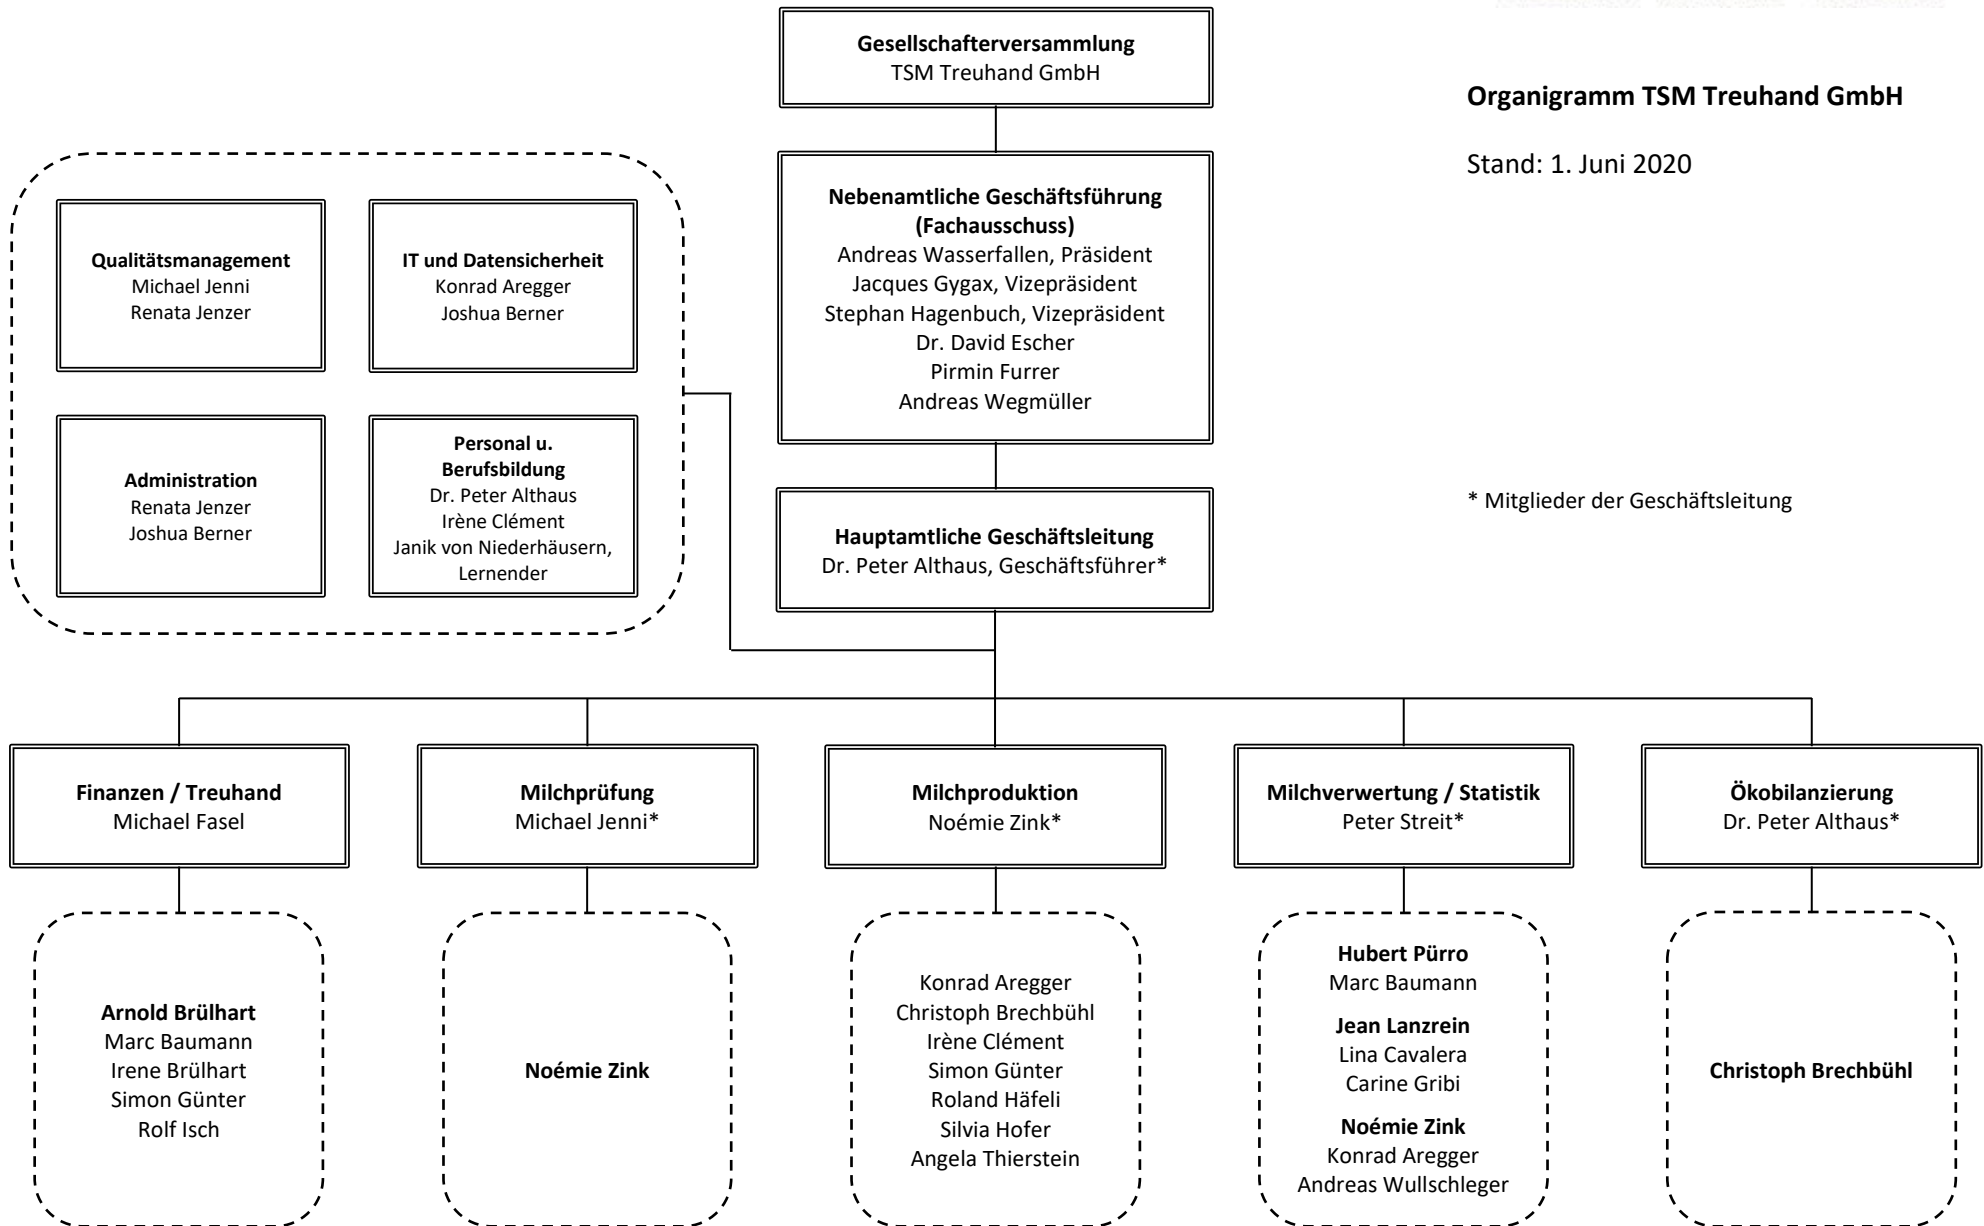 Gesellschafterversammlung
TSM Treuhand GmbH
Organigramm TSM Treuhand GmbH
Stand: 1. Juni 2020
Nebenamtliche Geschäftsführung
(Fachausschuss)
Andreas Wasserfallen, Präsident
Jacques Gygax, Vizepräsident
Stephan Hagenbuch, Vizepräsident
Dr. David Escher
Pirmin Furrer
Andreas Wegmüller
Qualitätsmanagement
Michael Jenni
Renata Jenzer
IT und Datensicherheit
Konrad Aregger
Joshua Berner
Administration
Renata Jenzer
Joshua Berner
Personal u.
Berufsbildung
Dr. Peter Althaus
Irène Clément
Janik von Niederhäusern,
Lernender
Hauptamtliche Geschäftsleitung
Dr. Peter Althaus, Geschäftsführer*
* Mitglieder der Geschäftsleitung
Finanzen / Treuhand
Michael Fasel
Milchprüfung
Michael Jenni*
Milchproduktion
Noémie Zink*
Milchverwertung / Statistik
Peter Streit*
Ökobilanzierung
Dr. Peter Althaus*
Arnold Brülhart
Marc Baumann
Irene Brülhart
Simon Günter
Rolf Isch
Noémie Zink
Konrad Aregger
Christoph Brechbühl
Irène Clément
Simon Günter
Roland Häfeli
Silvia Hofer
Angela Thierstein
Hubert Pürro
Marc Baumann
Jean Lanzrein
Lina Cavalera
Carine Gribi
Noémie Zink
Konrad Aregger
Andreas Wullschleger
Christoph Brechbühl